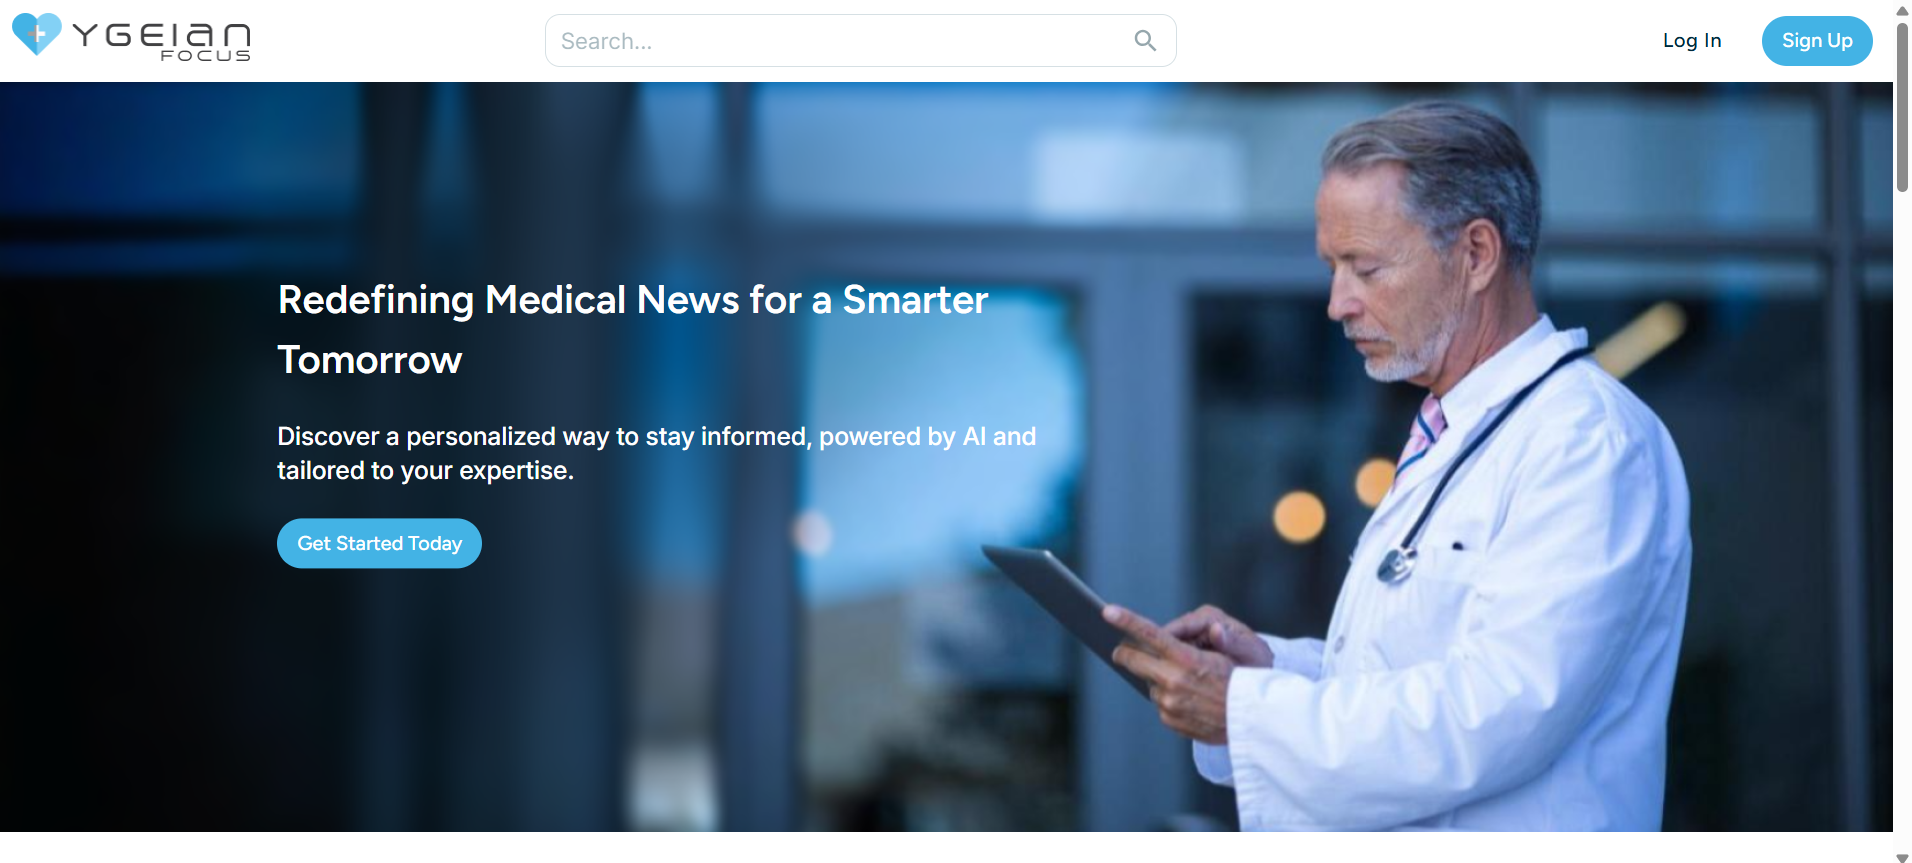 YGEIAN
FOCUS
Search...
Log In
Sign Up
Redefining Medical News for a Smarter
Tomorrow
Discover a personalized way to stay informed, powered by AI and
tailored to your expertise.
Get Started Today